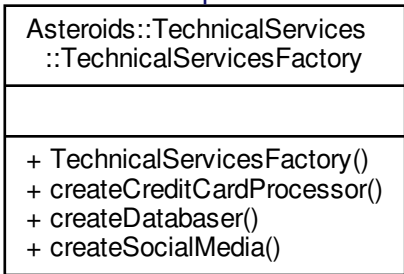 Asteroids::TechnicalServices
::TechnicalServicesFactory
+ TechnicalServicesFactory()
+ createCreditCardProcessor()
+ createDatabaser()
+ createSocialMedia()